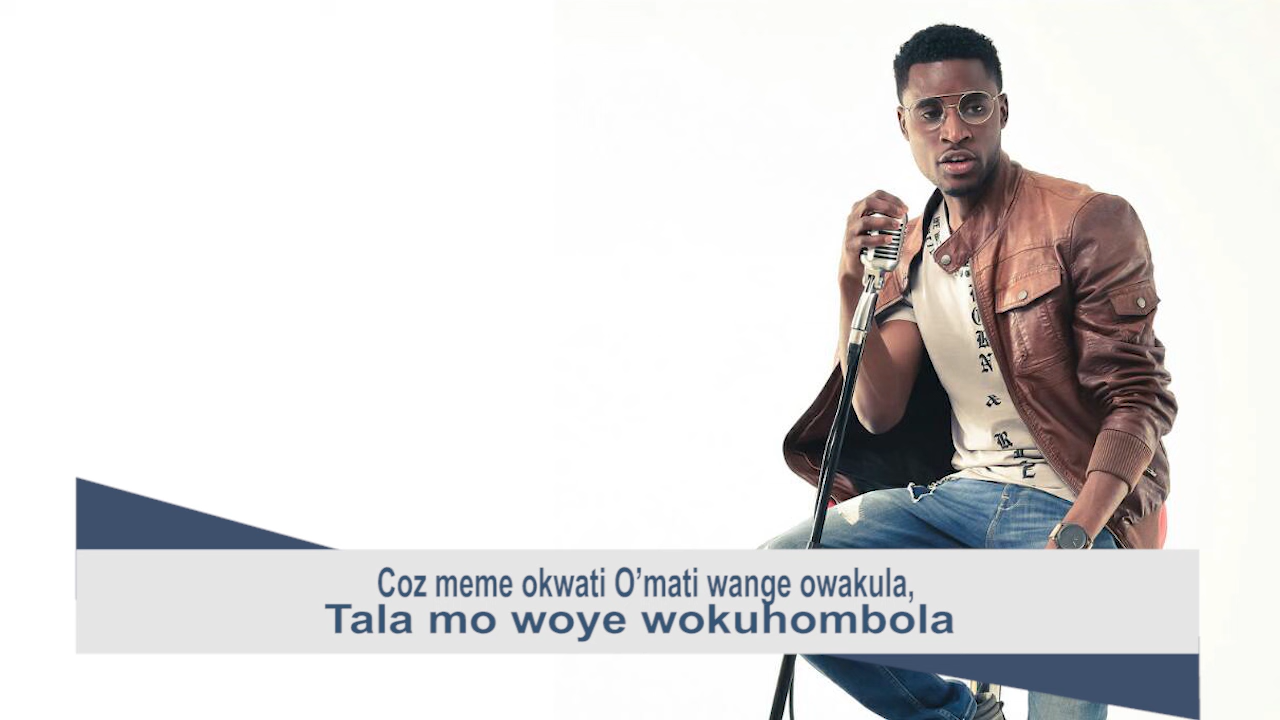 Coz meme okwati O’mati wange owakula,
Tala mo woye wokuhombola